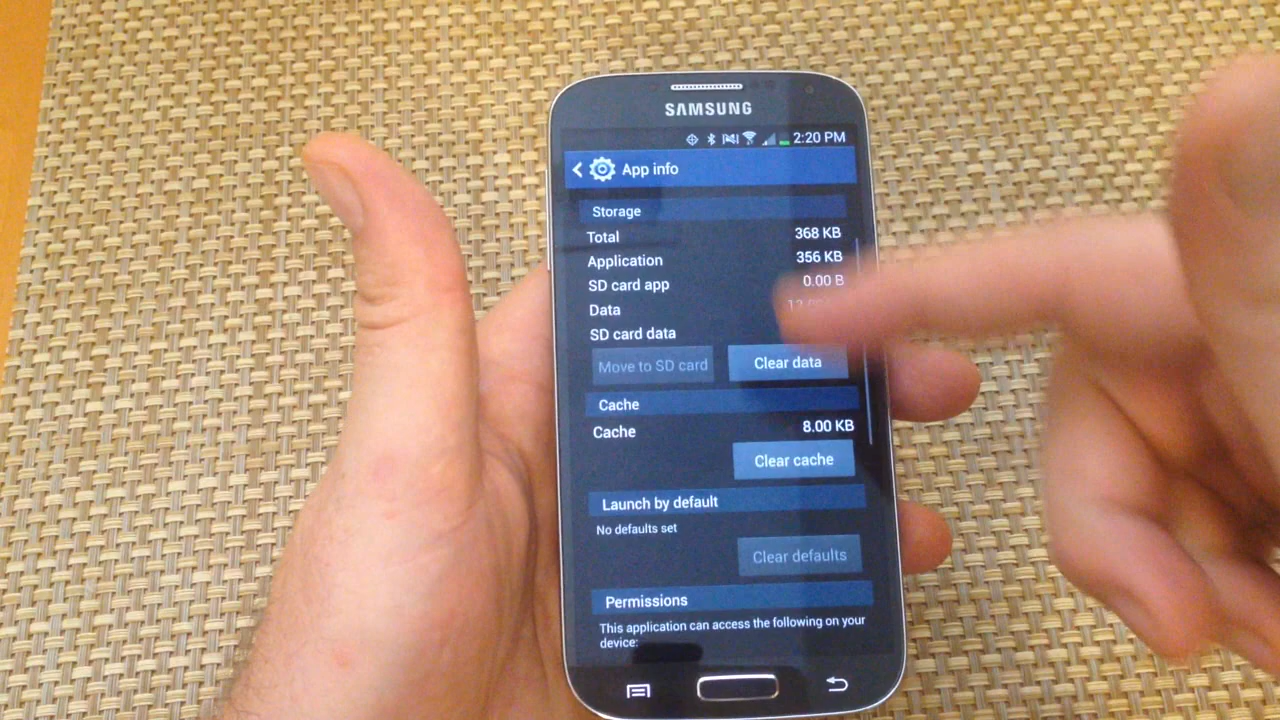 SAMSUNG
2:20 PM
App info
Storage
Total 368 KB
Application 356 KB
SD card app 0.00 B
Data
SD card data
Move to SD card Clear data
Cache
Cache 8.00 KB
Clear cache
Launch by default
No defaults set
Clear defaults
Permissions
This application can access the following on your
device: